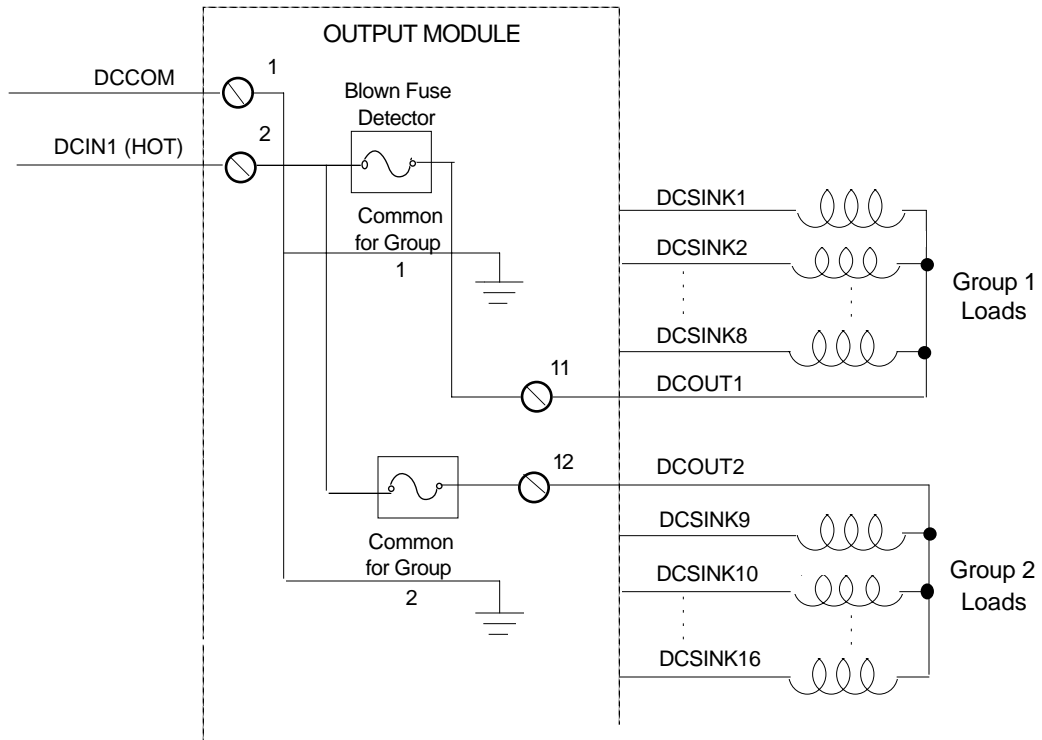 OUTPUT MODULE
DCCOM
1
Blown Fuse
Detector
DCIN1 (HOT)
2
Common
for Group
1
DCSINK1
DCSINK2
Group 1
Loads
DCSINK8
11
DCOUT1
12
DCOUT2
DCSINK9
Common
for Group
2
DCSINK10
Group 2
Loads
DCSINK16